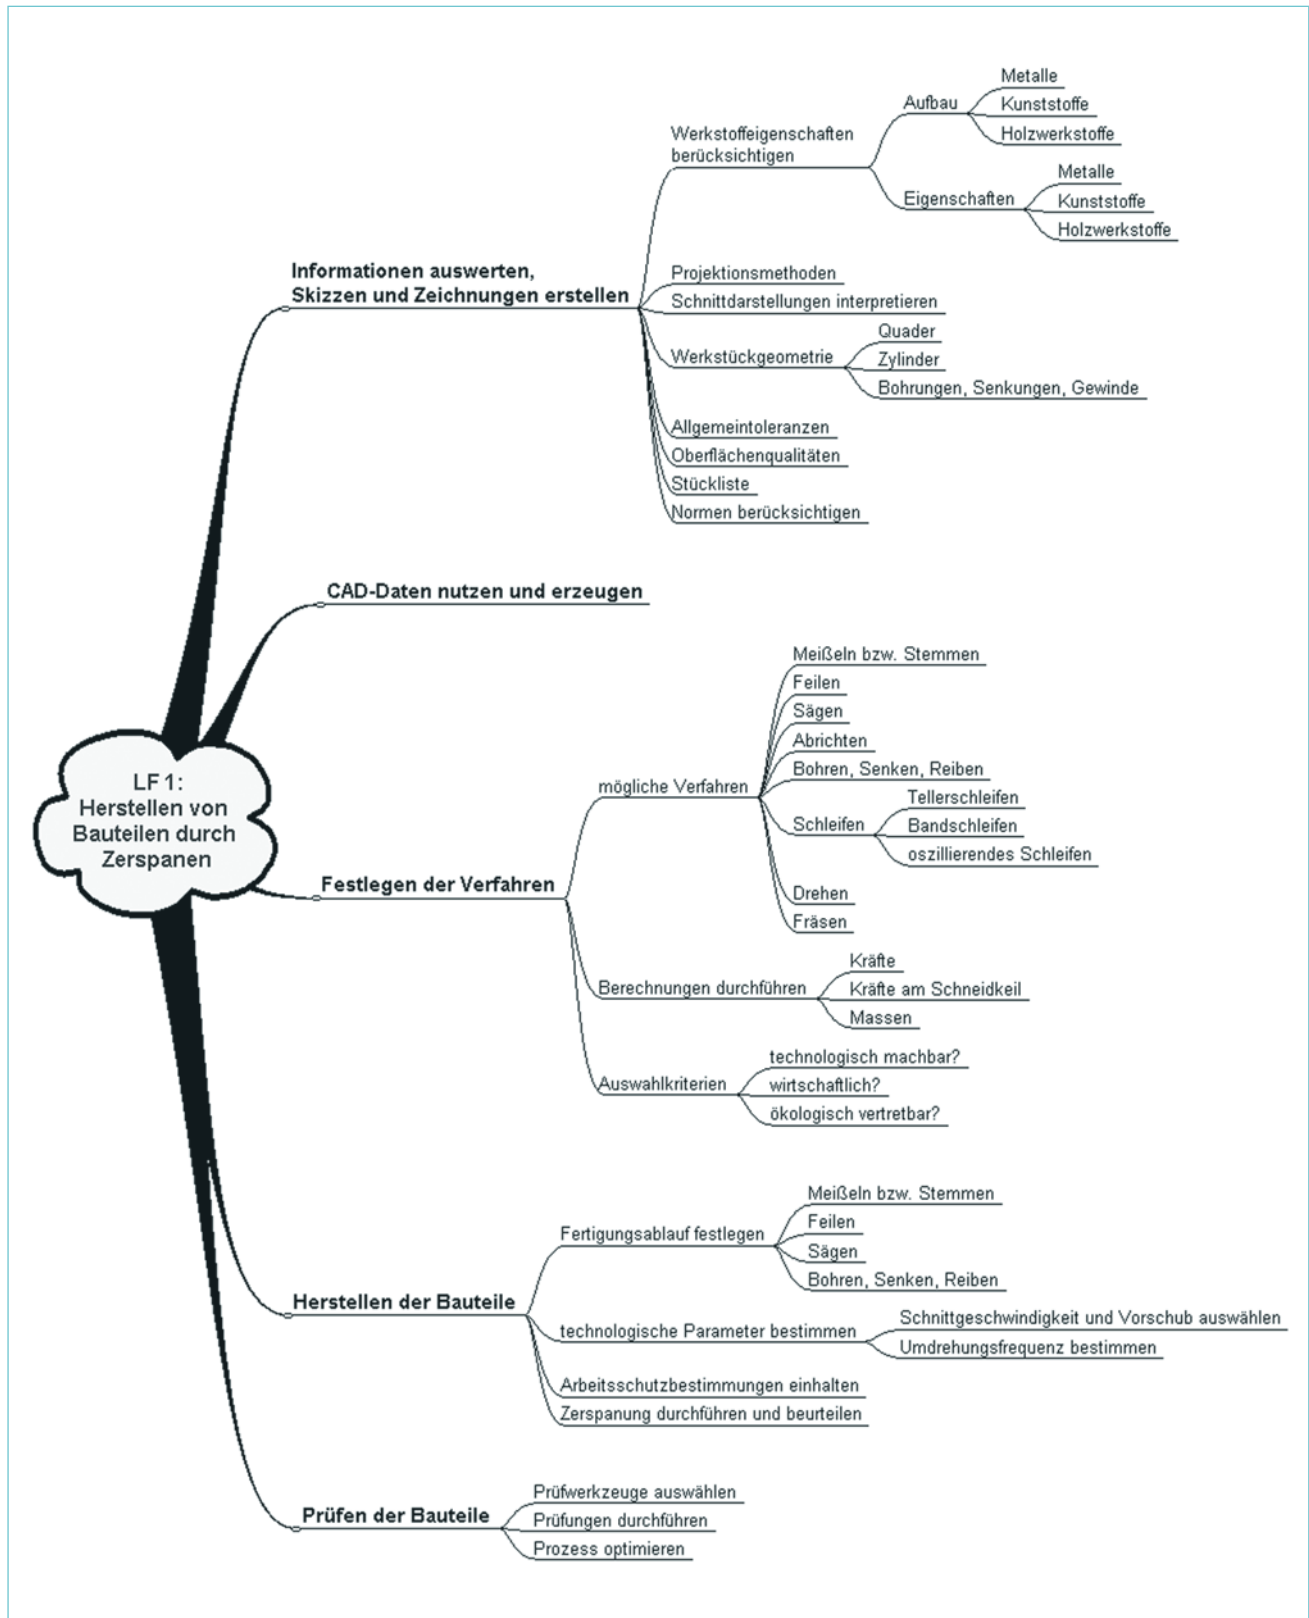 LF 1:
Herstellen von
Bauteilen durch
Zerspanen
Informationen auswerten,
Skizzen und Zeichnungen erstellen
Werkstoffeigenschaften
berücksichtigen
Aufbau
Metalle
Kunststoffe
Holzwerkstoffe
Eigenschaften
Metalle
Kunststoffe
Holzwerkstoffe
Projektionsmethoden
Schnittdarstellungen interpretieren
Werkstückgeometrie
Quader
Zylinder
Bohrungen, Senkungen, Gewinde
Allgemeintoleranzen
Oberflächenqualitäten
Stückliste
Normen berücksichtigen
CAD-Daten nutzen und erzeugen
Festlegen der Verfahren
mögliche Verfahren
Meißeln bzw. Stemmen
Feilen
Sägen
Abrichten
Bohren, Senken, Reiben
Schleifen
Tellerschleifen
Bandschleifen
oszillierendes Schleifen
Drehen
Fräsen
Berechnungen durchführen
Kräfte
Kräfte am Schneidkeil
Massen
Auswahlkriterien
technologisch machbar?
wirtschaftlich?
ökologisch vertretbar?
Herstellen der Bauteile
Fertigungsablauf festlegen
Meißeln bzw. Stemmen
Feilen
Sägen
Bohren, Senken, Reiben
technologische Parameter bestimmen
Schnittgeschwindigkeit und Vorschub auswählen
Umdrehungsfrequenz bestimmen
Arbeitsschutzbestimmungen einhalten
Zerspanung durchführen und beurteilen
Prüfen der Bauteile
Prüfwerkzeuge auswählen
Prüfungen durchführen
Prozess optimieren